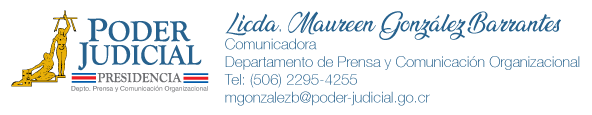 PODER
JUDICIAL
PRESIDENCIA
Depto. Prensa y Comunicación Organizacional
Licda. Maureen González Barrantes
Comunicadora
Departamento de Prensa y Comunicación Organizacional
Tel: (506) 2295-4255
mgonzalezb@poder-judicial.go.cr